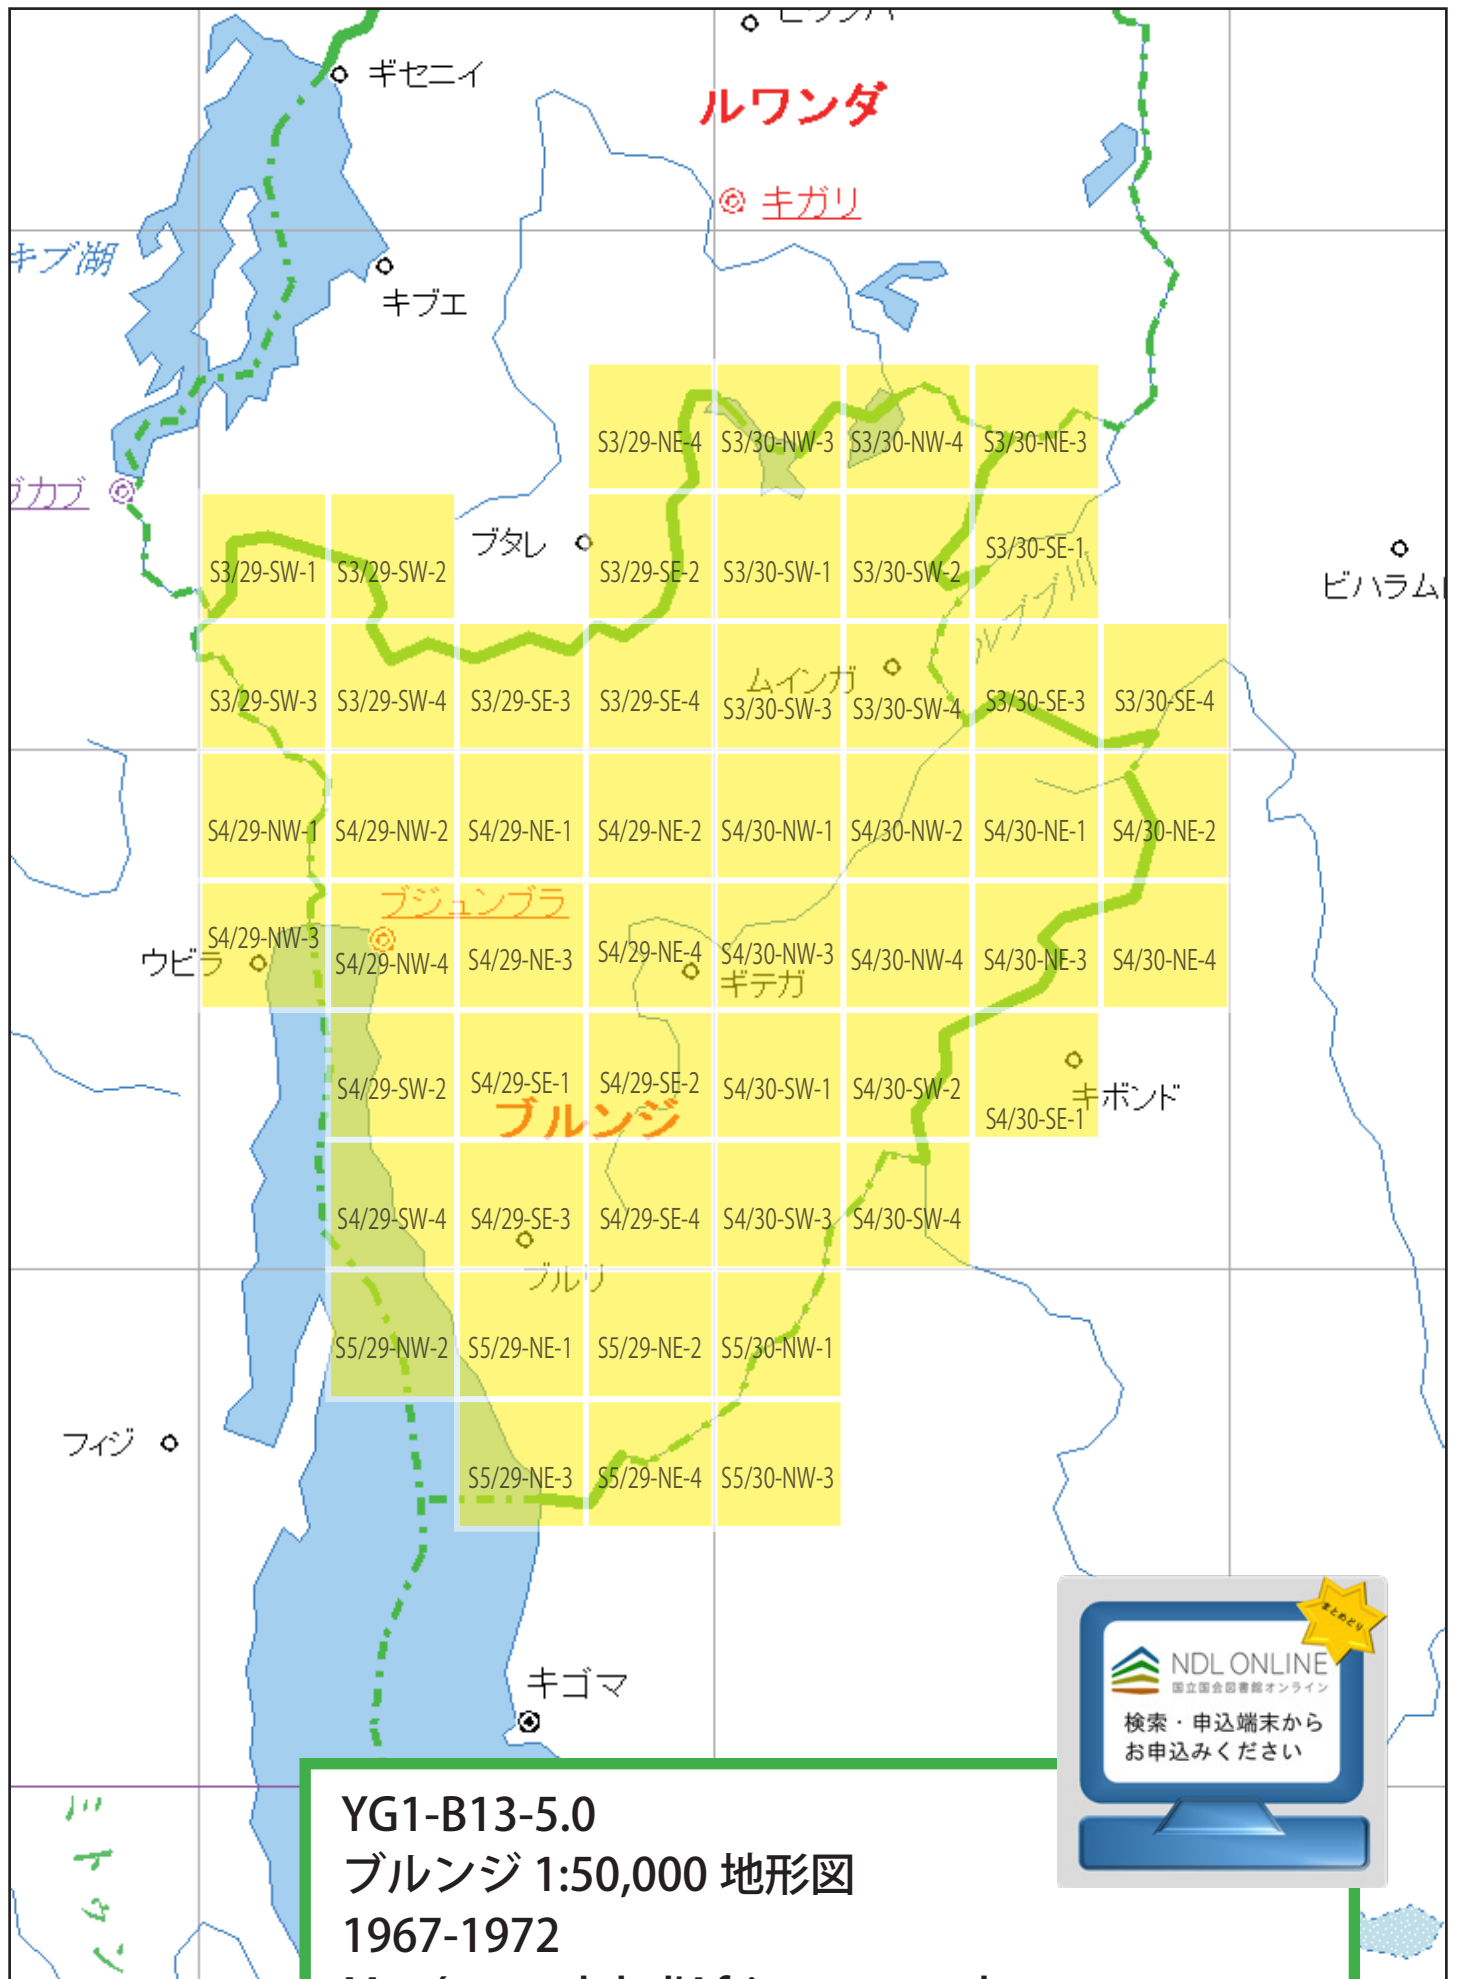 ギセニイ
ルワンダ
キガリ
キブ湖
キブエ
S3/29-NE-4 S3/30-NW-3 S3/30-NW-4 S3/30-NE-3
ブタレ
S3/29-SW-1 S3/29-SW-2 S3/29-SE-2 S3/30-SW-1 S3/30-SW-2 S3/30-SE-1
ビハラム
ムインガ
S3/29-SW-3 S3/29-SW-4 S3/29-SE-3 S3/29-SE-4 S3/30-SW-3 S3/30-SW-4 S3/30-SE-3 S3/30-SE-4
S4/29-NW-1 S4/29-NW-2 S4/29-NE-1 S4/29-NE-2 S4/30-NW-1 S4/30-NW-2 S4/30-NE-1 S4/30-NE-2
ブジュンブラ
S4/29-NW-3 S4/29-NW-4 S4/29-NE-3 S4/29-NE-4 S4/30-NW-3 S4/30-NW-4 S4/30-NE-3 S4/30-NE-4
ウビラ
ギテガ
S4/29-SW-2 S4/29-SE-1 S4/29-SE-2 S4/30-SW-1 S4/30-SW-2 S4/30-SE-1
キボンド
ブルンジ
S4/29-SW-4 S4/29-SE-3 S4/29-SE-4 S4/30-SW-3 S4/30-SW-4
ブルリ
S5/29-NW-2 S5/29-NE-1 S5/29-NE-2 S5/30-NW-1
フィジ
S5/29-NE-3 S5/29-NE-4 S5/30-NW-3
まとめどり
NDL ONLINE
国立国会図書館オンライン
検索・申込端末から
お申込みください
キゴマ
YG1-B13-5.0
ブルンジ 1:50,000 地形図
1967-1972